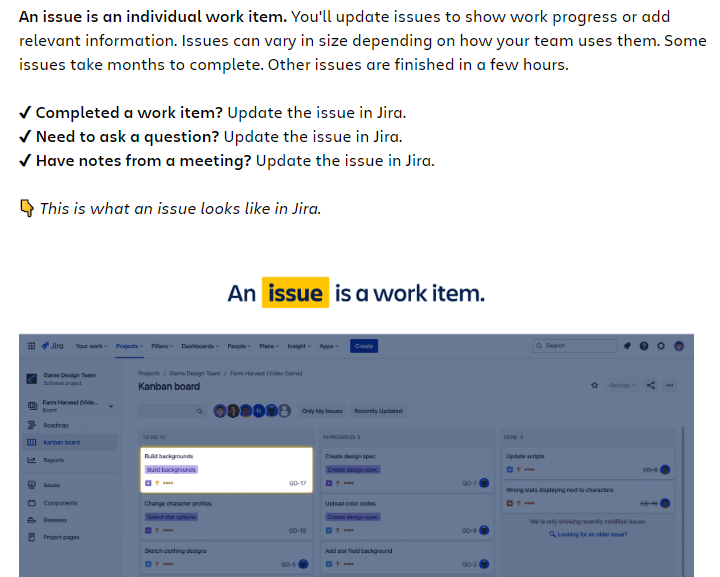 An issue is an individual work item. You'll update issues to show work progress or add
relevant information. Issues can vary in size depending on how your team uses them. Some
issues take months to complete. Other issues are finished in a few hours.
✓ Completed a work item? Update the issue in Jira.
✓ Need to ask a question? Update the issue in Jira.
✓ Have notes from a meeting? Update the issue in Jira.
👇 This is what an issue looks like in Jira.
An issue is a work item.
Jira Your work Projects Filters Dashboards People Plans Insight Apps Create Search
Game Design Team
Software project
Projects / Game Design Team / Farm Harvest (Video Game)
Kanban board
Release
Farm Harvest (Vide...
Board
Only My Issues Recently Updated
Roadmap
Kanban board
Reports
Issues
Components
Releases
Project pages
TO DO 12
Build backgrounds
Build backgrounds
GD-17
Change character profiles
Select star options
GD-18
Sketch clothing designs
GD-5
IN PROGRESS 3
Create design spec
Create design spec
GD-7
Upload color codes
Create design spec
GD-8
Add star field background
GD-2
DONE 2
Update scripts
Wrong stats displaying next to characters
We're only showing recently modified issues.
Looking for an older issue?